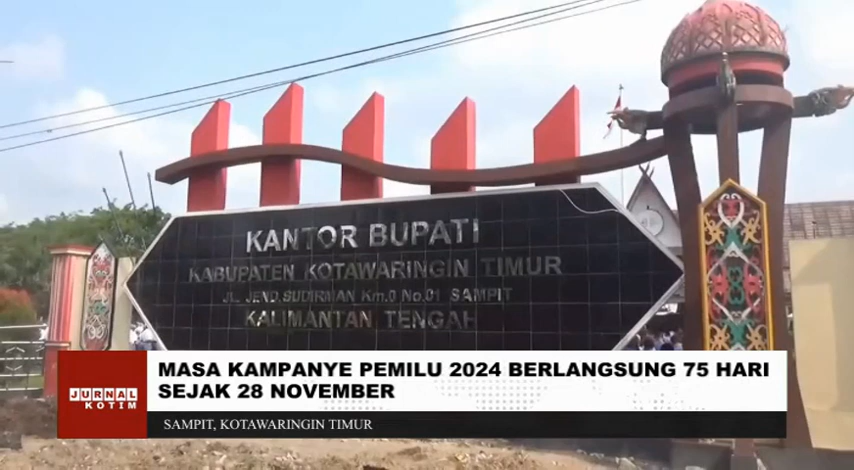 KANTOR BUPATI
KABUPATEN KOTAWARINGIN TIMUR
JL. JEND. SUDIRMAN Km.0 No.01 SAMPIT
KALIMANTAN TENGAH
JURNAL
KOTIM
MASA KAMPANYE PEMILU 2024 BERLANGSUNG 75 HARI
SEJAK 28 NOVEMBER
SAMPIT, KOTAWARINGIN TIMUR